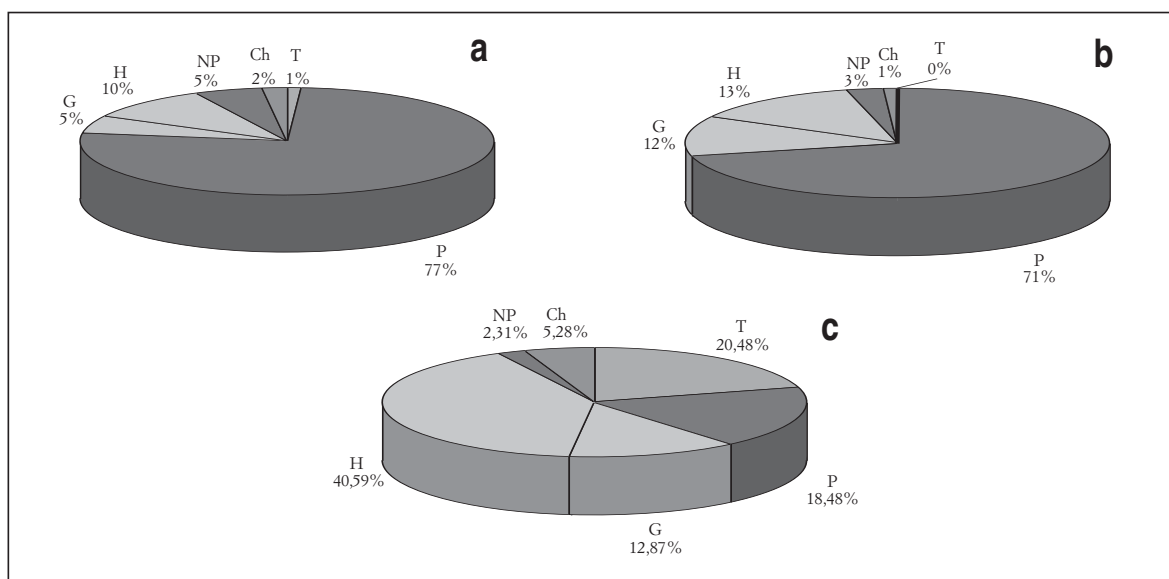 a
NP
5%
Ch
2%
T
1%
H
10%
G
5%
P
77%
b
NP
3%
Ch
1%
T
0%
H
13%
G
12%
P
71%
c
NP
2,31%
Ch
5,28%
T
20,48%
H
40,59%
P
18,48%
G
12,87%